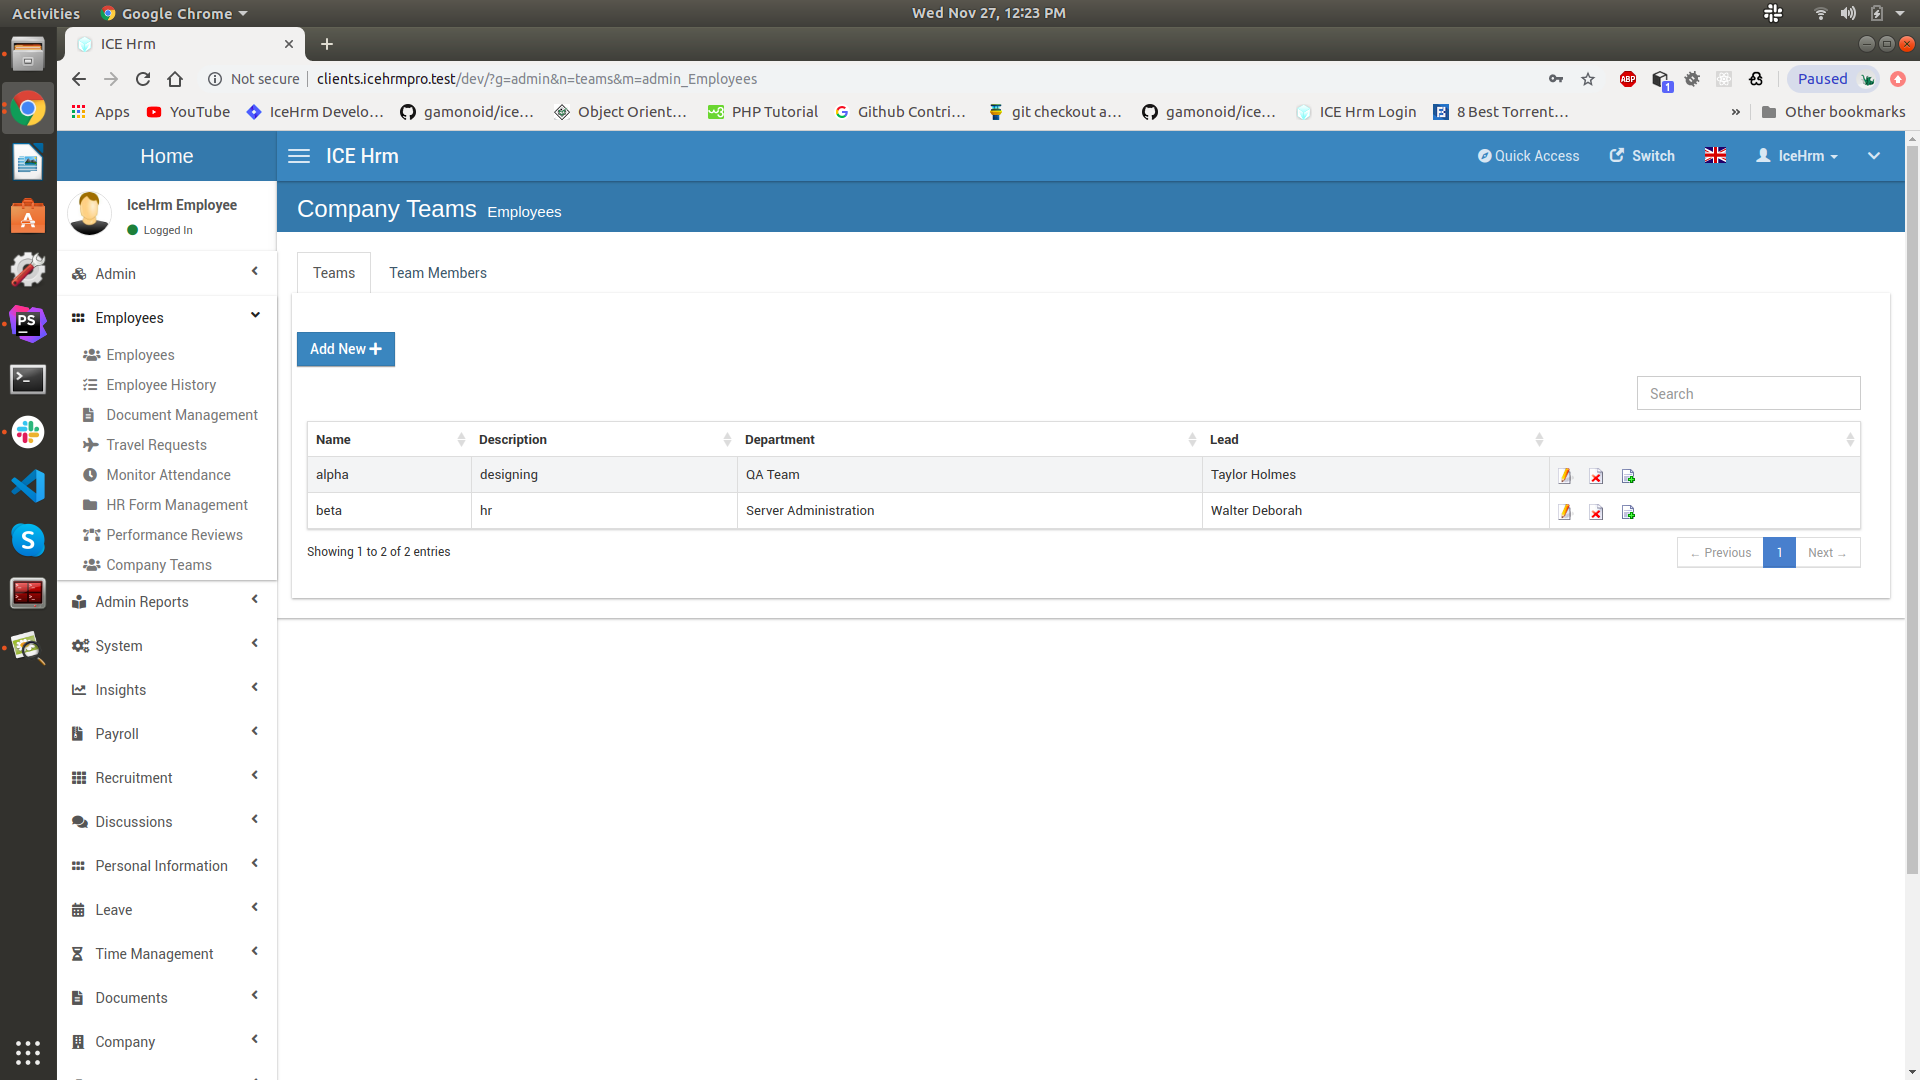 Activities Google Chrome Wed Nov 27, 12:23 PM
ICE Hrm
Not secure clients.icehrmpro.test/dev/?g=admin&n=teams&m=admin_Employees ABP 1 Paused
Apps YouTube IceHrm Develo… gamonoid/ice… Object Orient… PHP Tutorial Github Contri… git checkout a… gamonoid/ice… ICE Hrm Login 8 Best Torrent… » Other bookmarks
Home ICE Hrm Quick Access Switch IceHrm
Company Teams Employees
IceHrm Employee
Logged In
Admin
Employees
Employees
Employee History
Document Management
Travel Requests
Monitor Attendance
HR Form Management
Performance Reviews
Company Teams
Admin Reports
System
Insights
Payroll
Recruitment
Discussions
Personal Information
Leave
Time Management
Documents
Company
Teams Team Members
Add New
Search
Name Description Department Lead
alpha designing QA Team Taylor Holmes
beta hr Server Administration Walter Deborah
Showing 1 to 2 of 2 entries
← Previous 1 Next →
PS